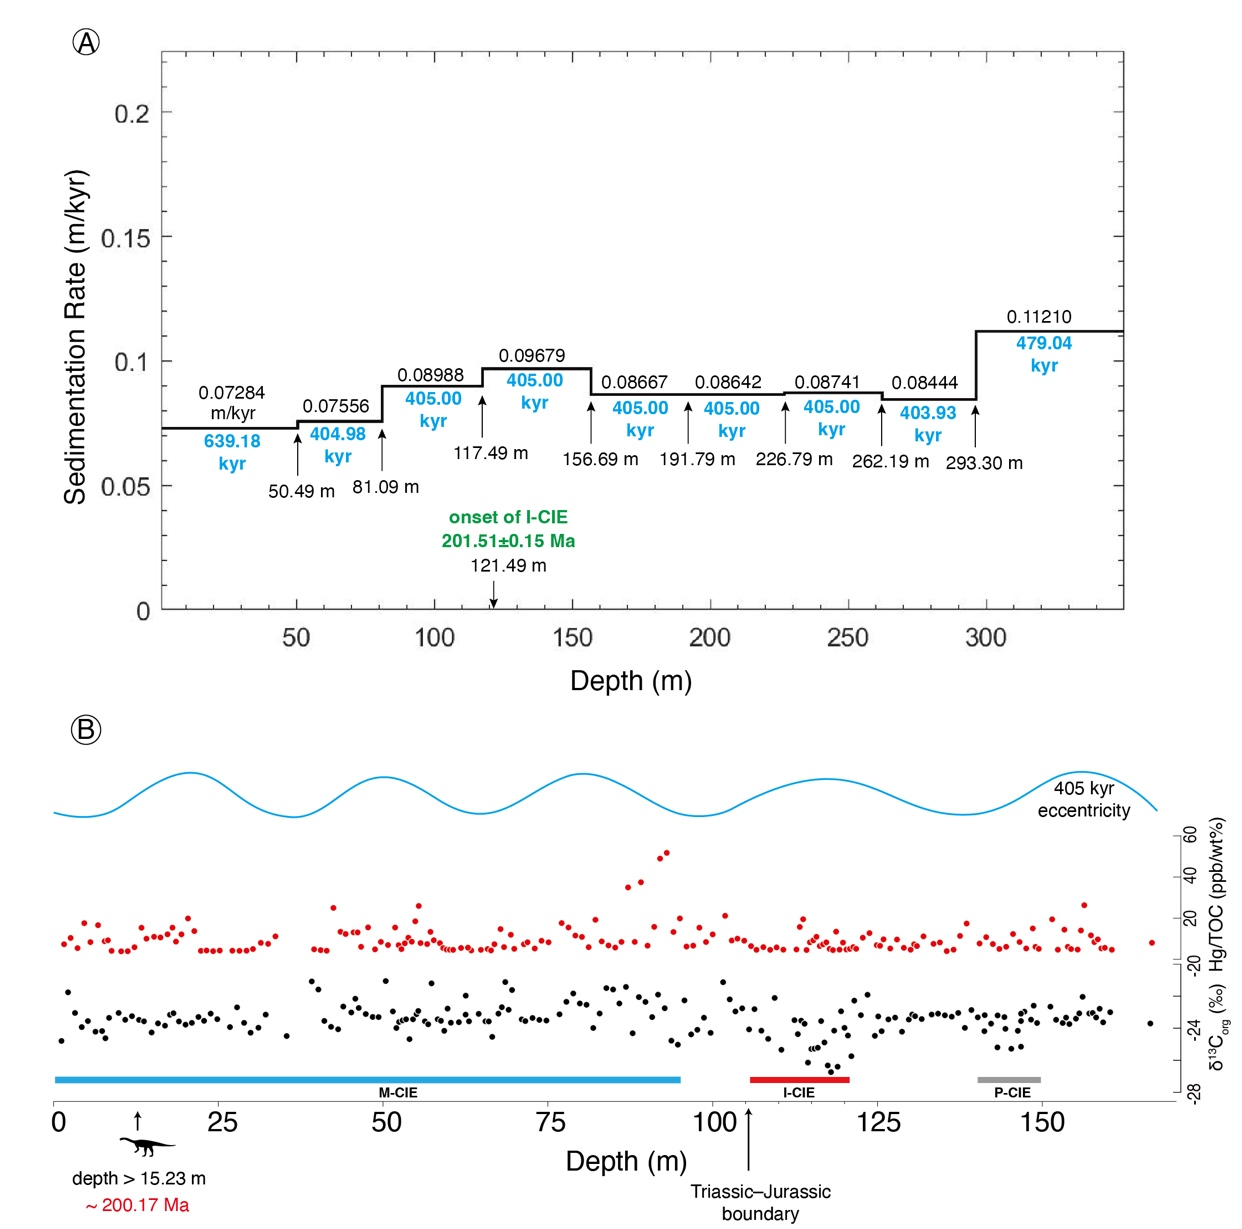 A
Sedimentation Rate (m/kyr)
0.2
0.15
0.1
0.05
0
0.07284
m/kyr
639.18
kyr
50.49 m
0.07556
404.98
kyr
81.09 m
0.08988
405.00
kyr
117.49 m
0.09679
405.00
kyr
156.69 m
0.08667
405.00
kyr
191.79 m
0.08642
405.00
kyr
226.79 m
0.08741
405.00
kyr
262.19 m
0.08444
403.93
kyr
293.30 m
0.11210
479.04
kyr
onset of I-CIE
201.51±0.15 Ma
121.49 m
50 100 150 200 250 300
Depth (m)
B
405 kyr
eccentricity
Hg/TOC (ppb/wt%)
60
40
20
δ¹³Corg (‰)
-20
-24
-28
M-CIE I-CIE P-CIE
0 25 50 75 100 125 150
Depth (m)
depth > 15.23 m
~ 200.17 Ma
Triassic–Jurassic
boundary